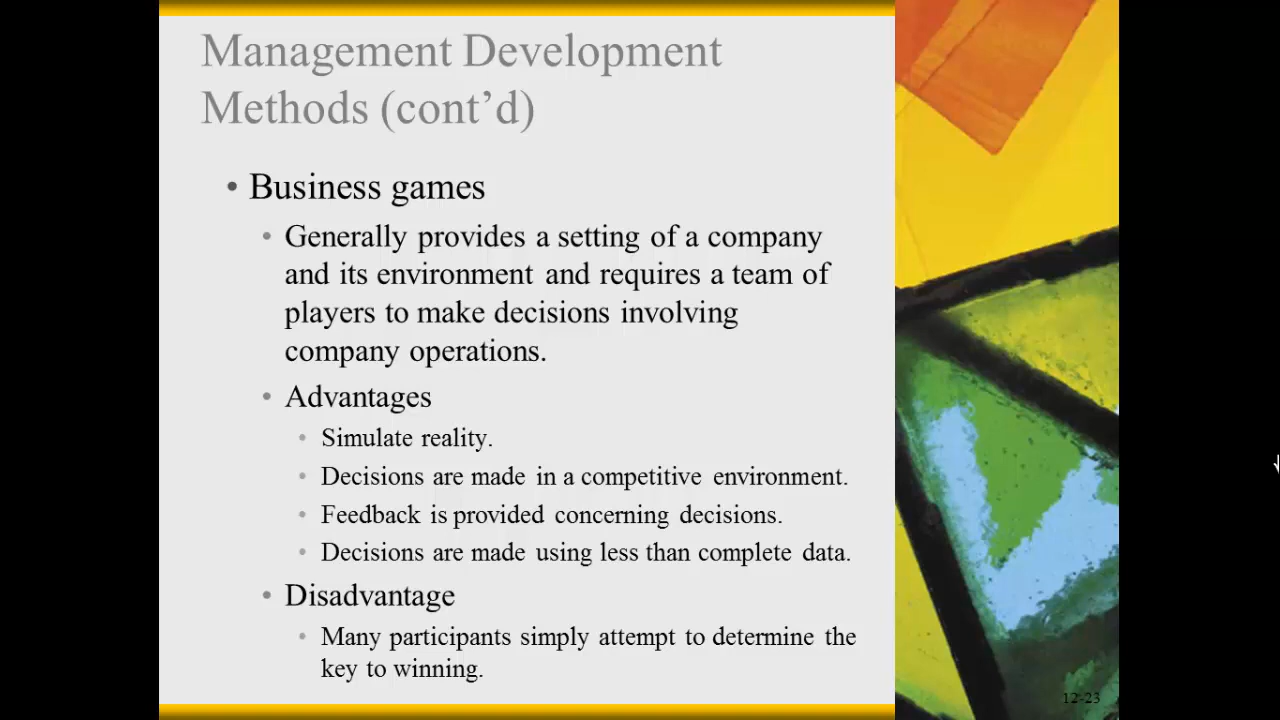 Management Development
Methods (cont’d)
• Business games
• Generally provides a setting of a company
and its environment and requires a team of
players to make decisions involving
company operations.
• Advantages
• Simulate reality.
• Decisions are made in a competitive environment.
• Feedback is provided concerning decisions.
• Decisions are made using less than complete data.
• Disadvantage
• Many participants simply attempt to determine the
key to winning.
12-23